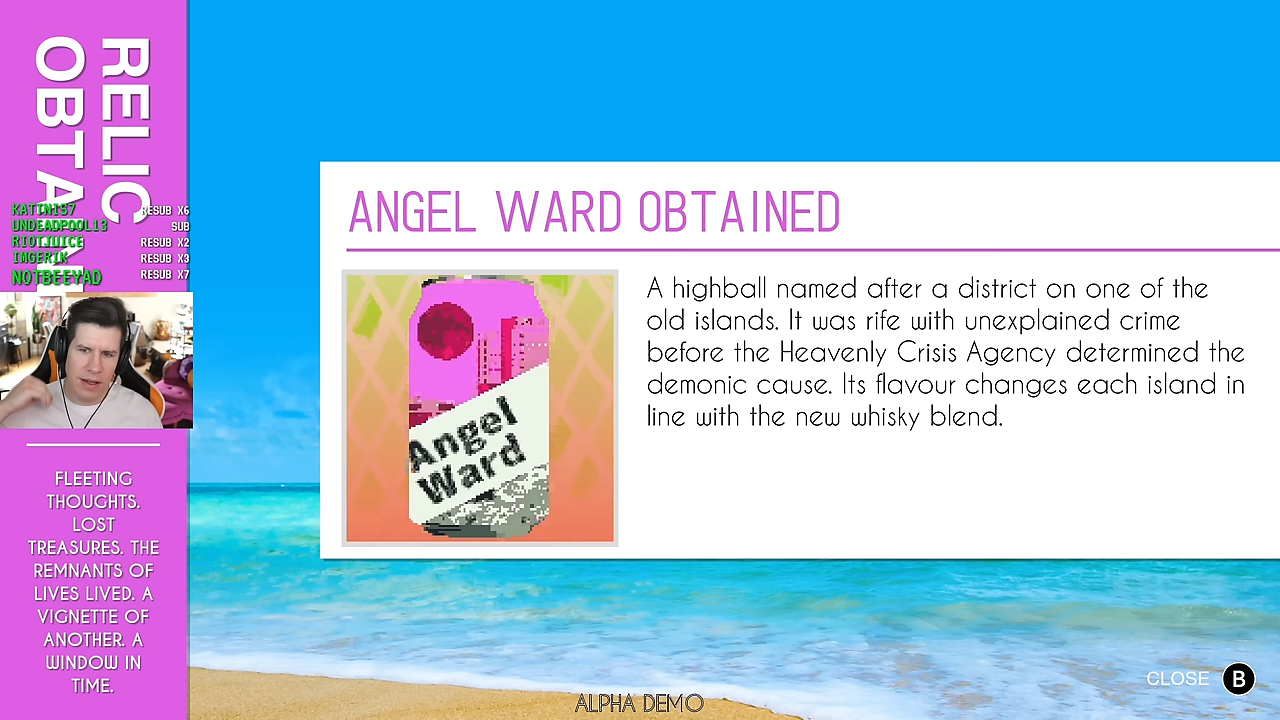 RELIC
OBTAIN
KATTN1S7
RESUB X6
UNDEADPOOL13
SUB
RIOTJUICE
RESUB X2
IMGERIK
RESUB X3
NOTBEEYAD
RESUB X7
FLEETING
THOUGHTS.
LOST
TREASURES. THE
REMNANTS OF
LIVES LIVED. A
VIGNETTE OF
ANOTHER. A
WINDOW IN
TIME.
ANGEL WARD OBTAINED
Angel
Ward
A highball named after a district on one of the
old islands. It was rife with unexplained crime
before the Heavenly Crisis Agency determined the
demonic cause. Its flavour changes each island in
line with the new whisky blend.
CLOSE B
ALPHA DEMO